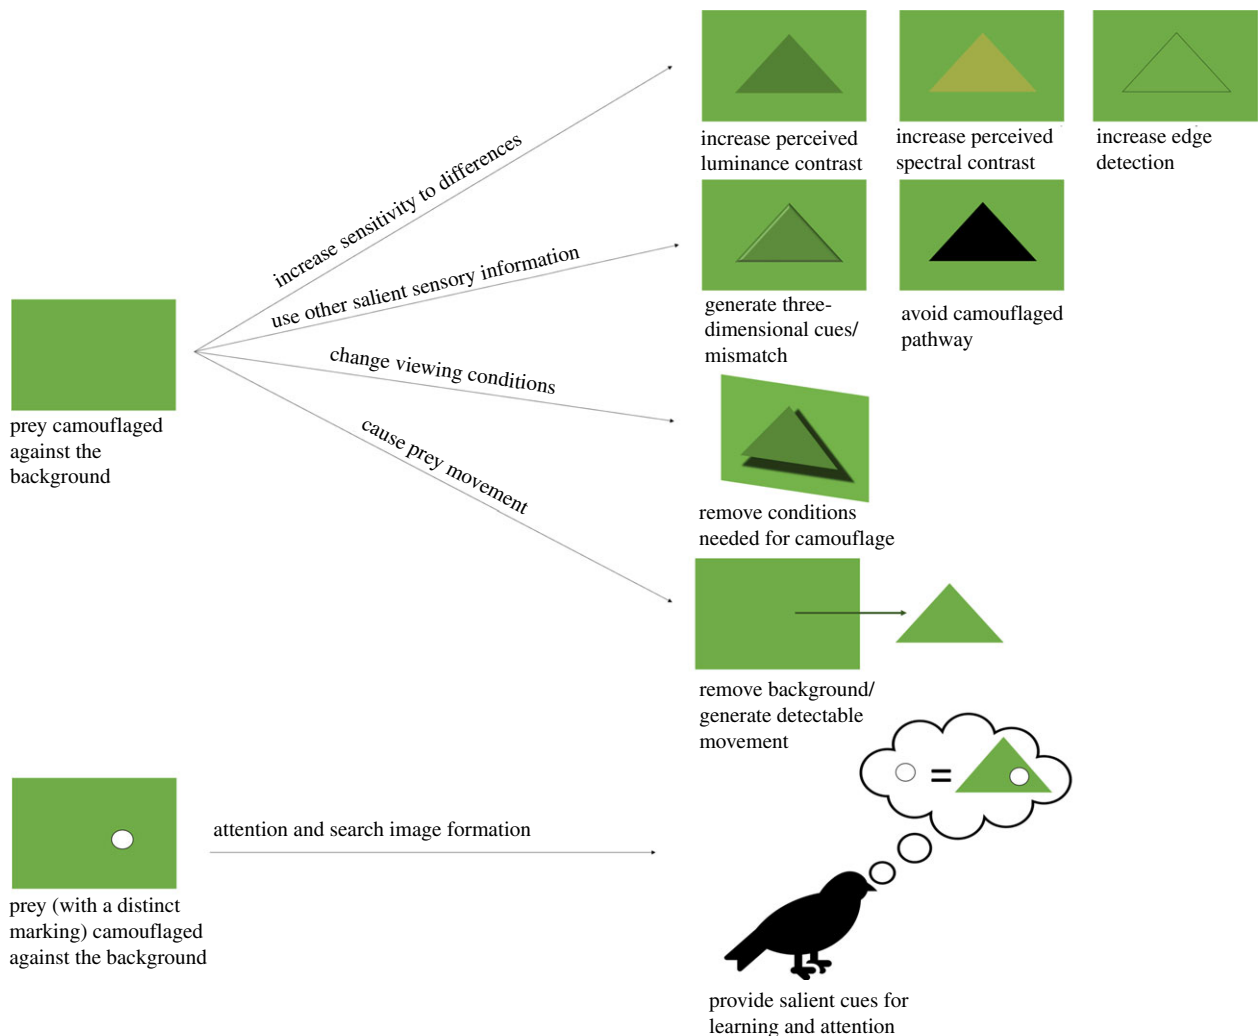 increase perceived
luminance contrast
increase perceived
spectral contrast
increase edge
detection
increase sensitivity to differences
use other salient sensory information
generate three-
dimensional cues/
mismatch
avoid camouflaged
pathway
change viewing conditions
prey camouflaged
against the
background
cause prey movement
remove conditions
needed for camouflage
remove background/
generate detectable
movement
=
attention and search image formation
prey (with a distinct
marking) camouflaged
against the background
provide salient cues for
learning and attention